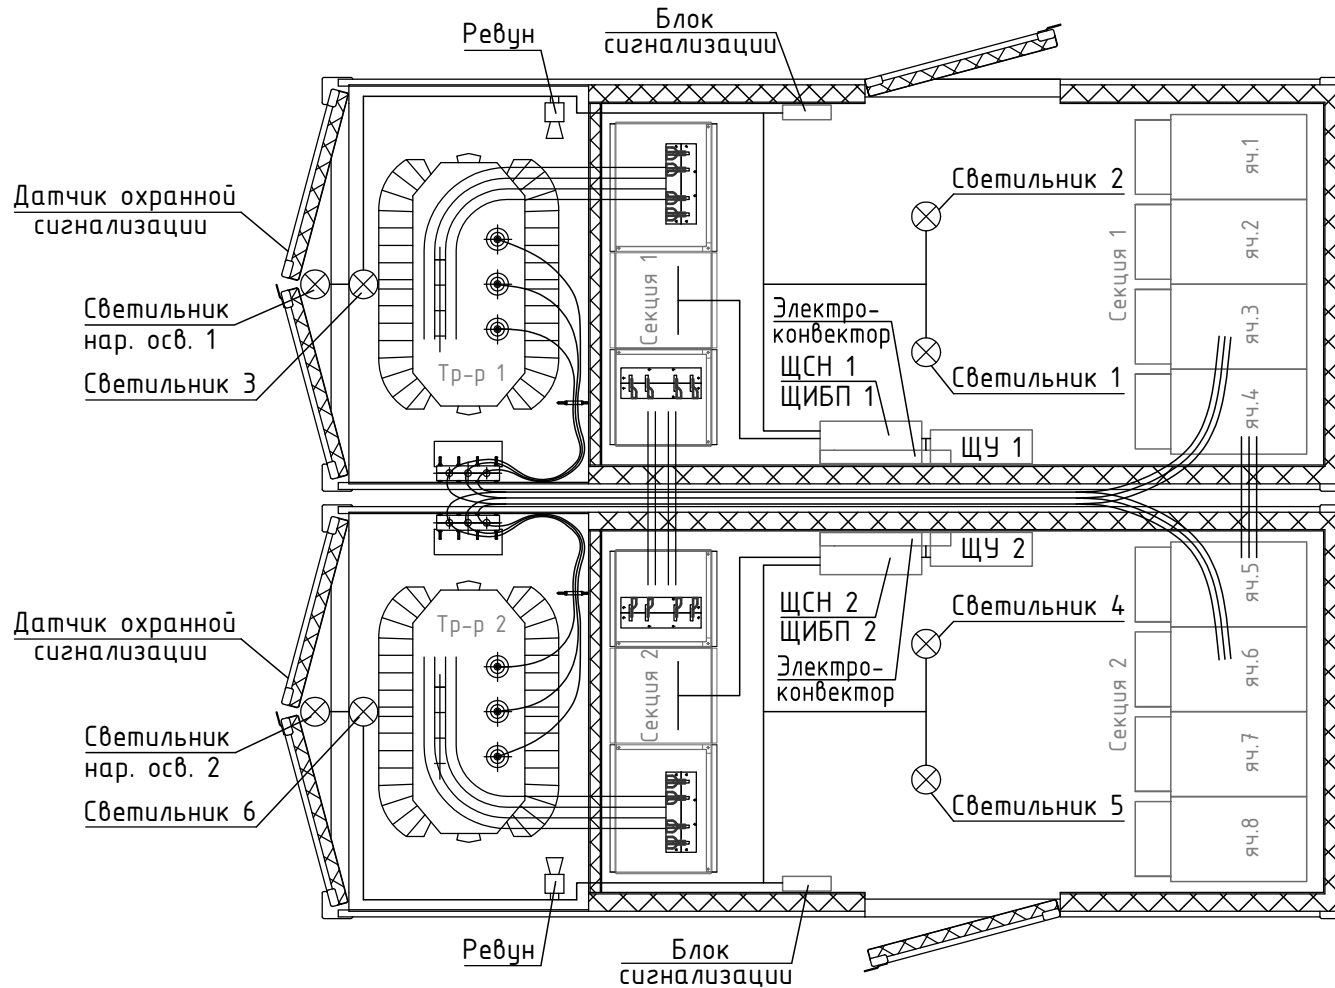 Ревун
Блок
сигнализации
Датчик охранной
сигнализации
Светильник
нар. осв. 1
Светильник 3
Тр-р 1
Секция 1
Светильник 2
Электро-
конвектор
ЩСН 1
ЩИБП 1
Светильник 1
ЩУ 1
Секция 1
яч.1
яч.2
яч.3
яч.4
Датчик охранной
сигнализации
Светильник
нар. осв. 2
Светильник 6
Тр-р 2
Секция 2
ЩУ 2
ЩСН 2
ЩИБП 2
Электро-
конвектор
Светильник 4
Светильник 5
Секция 2
яч.5
яч.6
яч.7
яч.8
Ревун
Блок
сигнализации